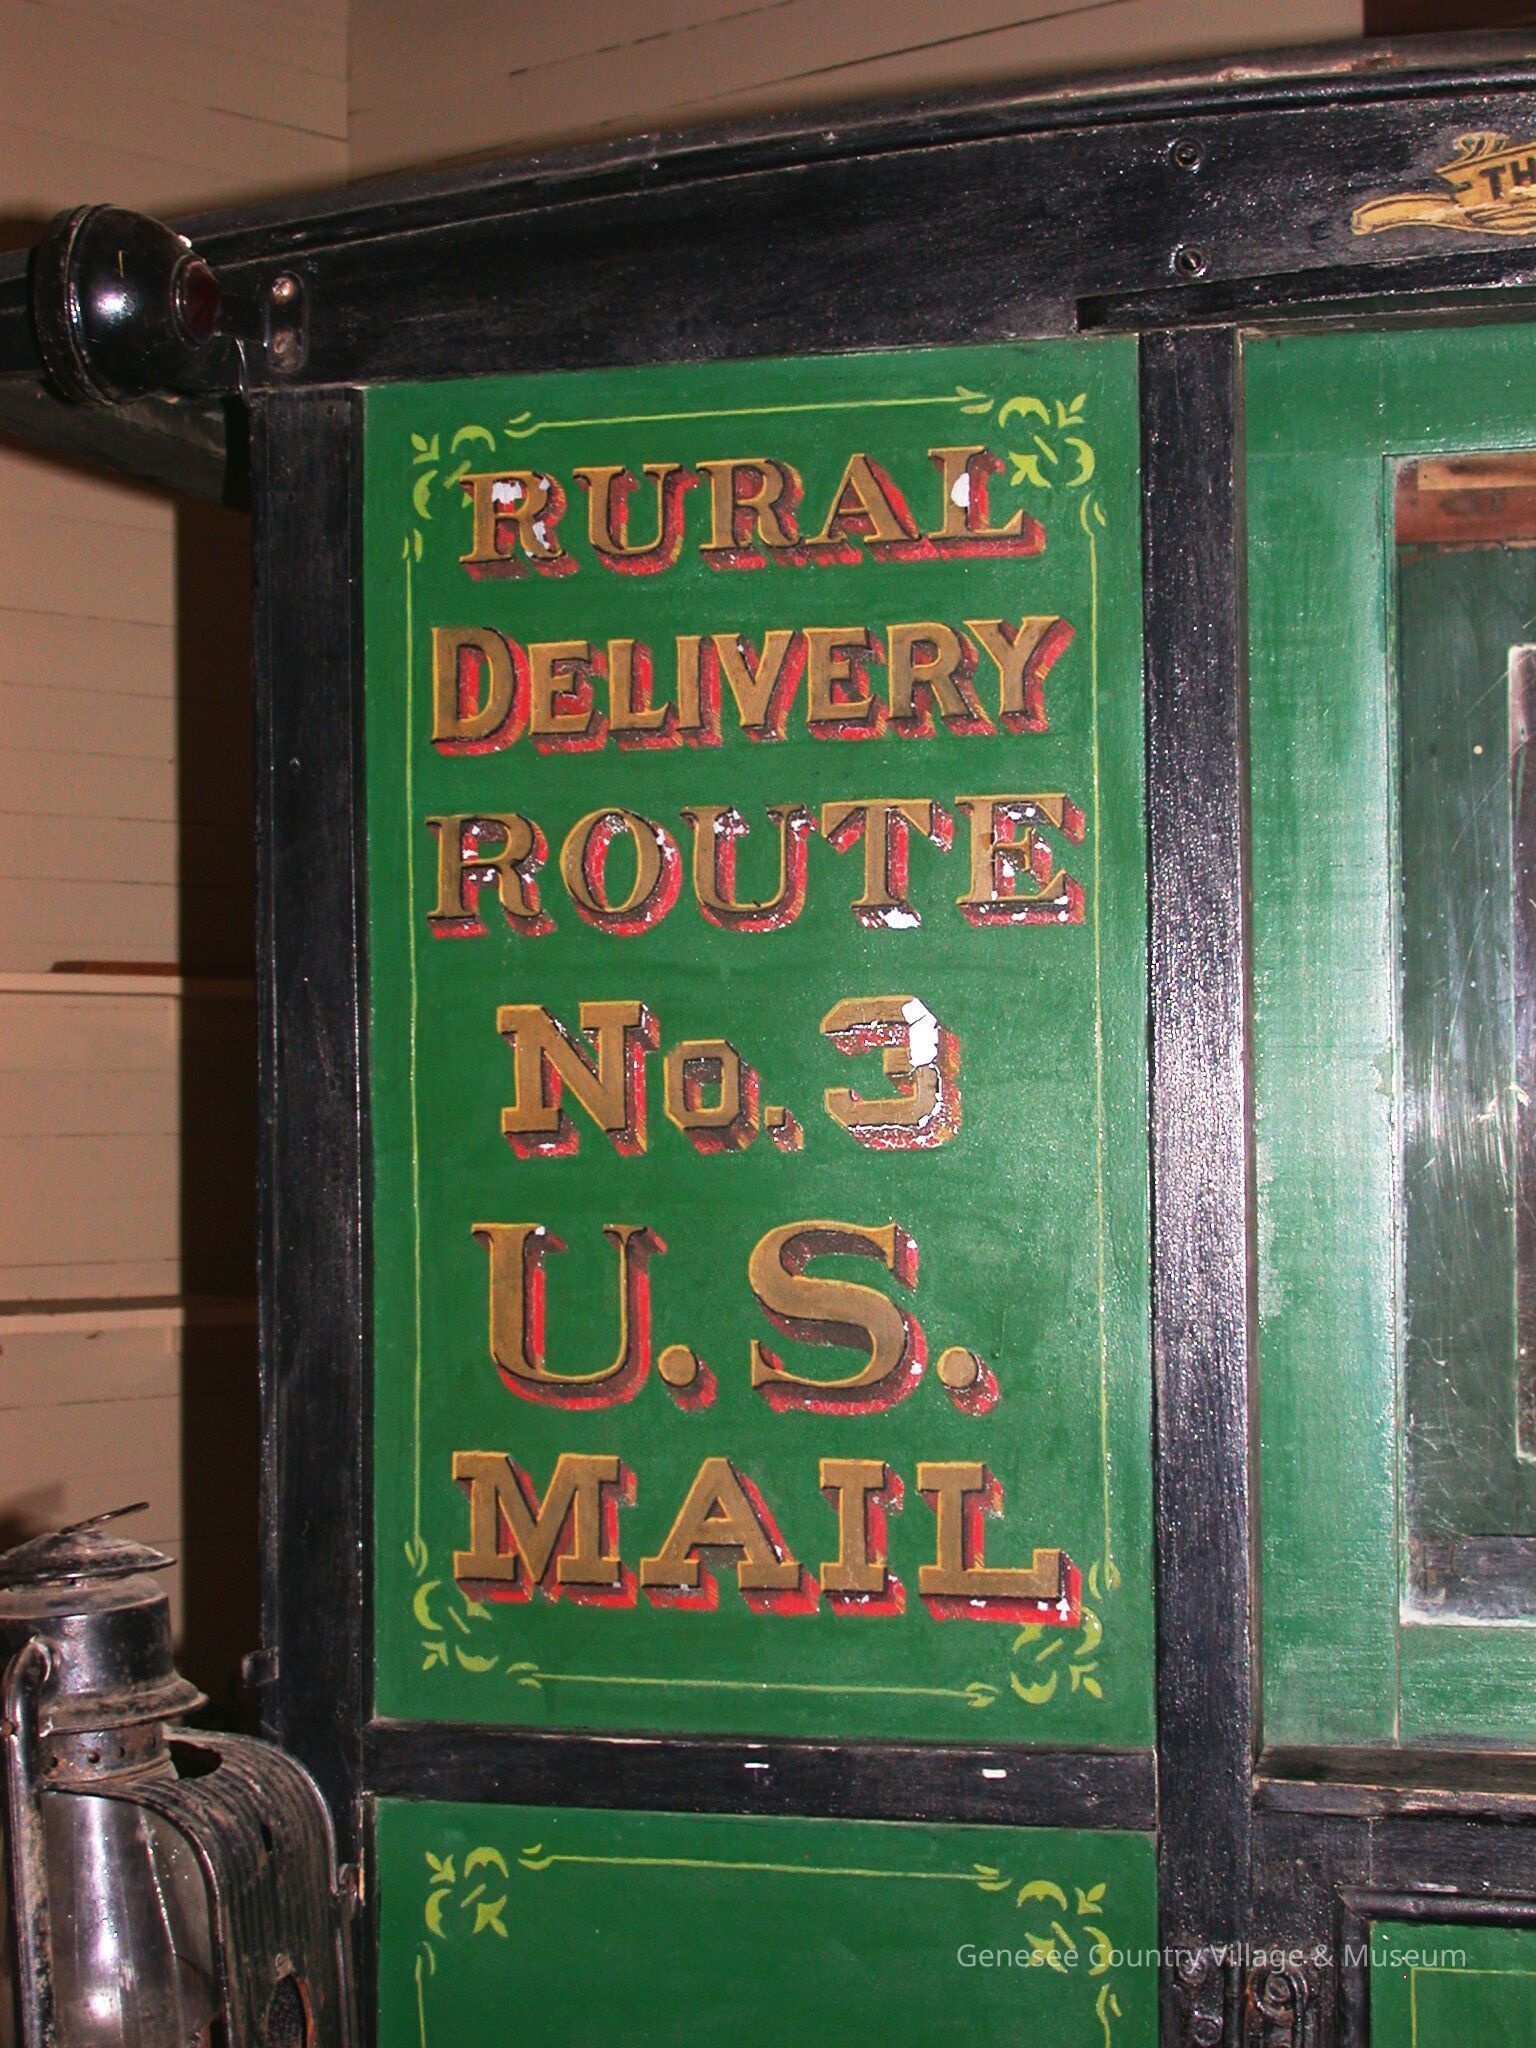 RURAL
DELIVERY
ROUTE
No. 3
U.S.
MAIL
Genesee Country Village & Museum